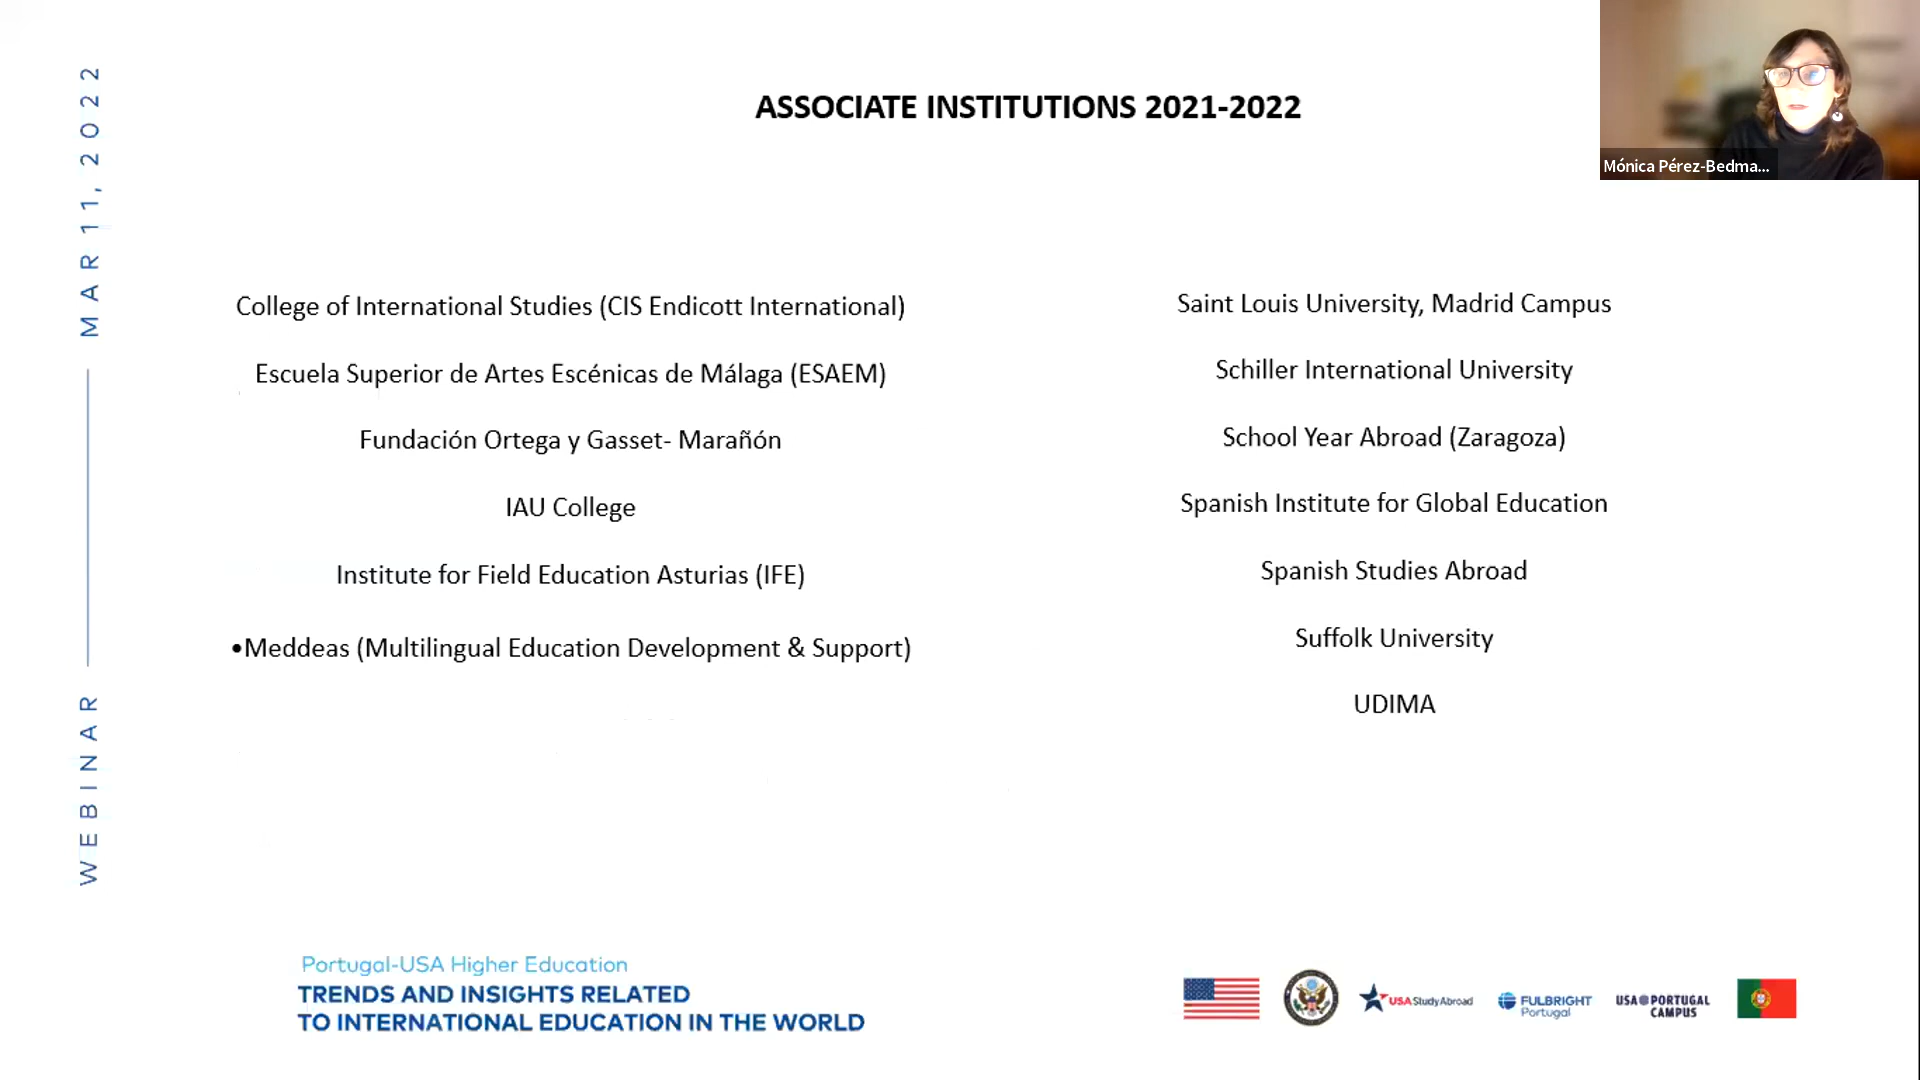 MAR 11, 2022
WEBINAR
ASSOCIATE INSTITUTIONS 2021-2022
Mónica Pérez-Bedma...
College of International Studies (CIS Endicott International)
Escuela Superior de Artes Escénicas de Málaga (ESAEM)
Fundación Ortega y Gasset- Marañón
IAU College
Institute for Field Education Asturias (IFE)
•Meddeas (Multilingual Education Development & Support)
Saint Louis University, Madrid Campus
Schiller International University
School Year Abroad (Zaragoza)
Spanish Institute for Global Education
Spanish Studies Abroad
Suffolk University
UDIMA
Portugal-USA Higher Education
TRENDS AND INSIGHTS RELATED
TO INTERNATIONAL EDUCATION IN THE WORLD
USA StudyAbroad
FULBRIGHT
Portugal
USA@PORTUGAL
CAMPUS